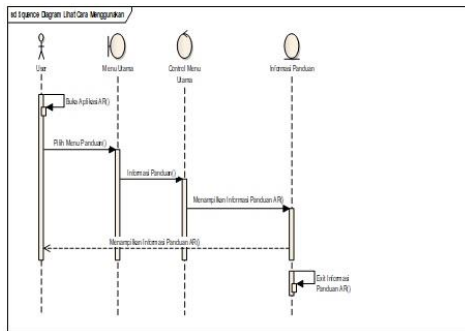 sd Squence Diagram Lihat Cara Menggunakan
User
Menu Utama
Control Menu
Utama
Informasi Panduan
Buka Aplikasi AR()
Pilih Menu Panduan()
Informasi Panduan()
Menampilkan Informasi Panduan AR()
Menampilkan Informasi Panduan AR()
Exit Informasi
Panduan AR()